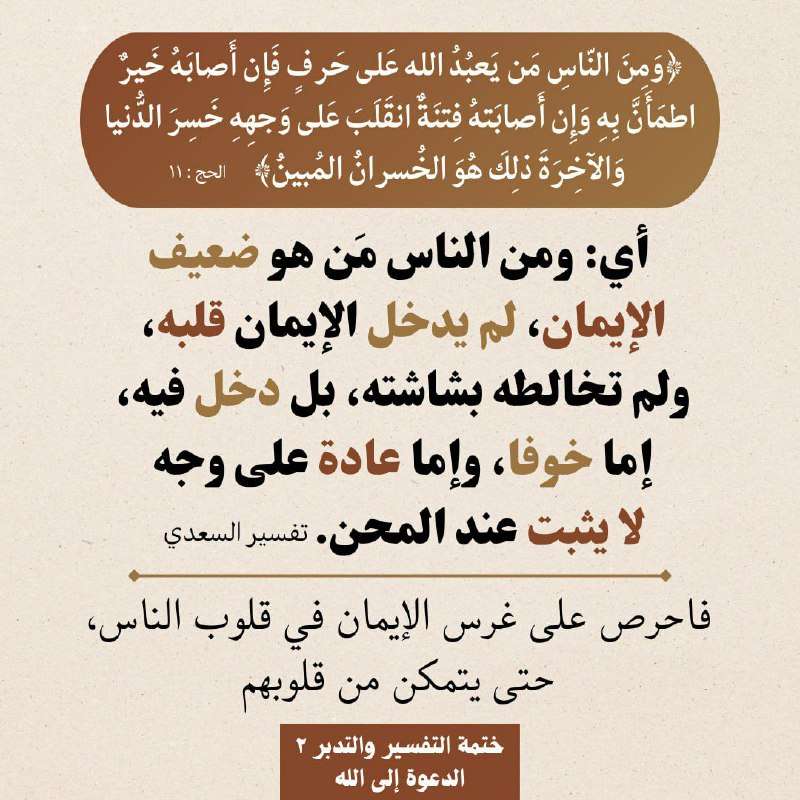 ﴿وَمِنَ النّاسِ مَن يَعبُدُ الله عَلى حَرفٍ فَإِن أَصابَهُ خَيرٌ
اطمَأَنَّ بِهِ وَإِن أَصابَتهُ فِتنَةٌ انقَلَبَ عَلى وَجهِهِ خَسِرَ الدُّنيا
وَالآخِرَةَ ذلِكَ هُوَ الخُسرانُ المُبينُ﴾ الحج : ١١
أي: ومن الناس مَن هو ضعيف
الإيمان، لم يدخل الإيمان قلبه،
ولم تخالطه بشاشته، بل دخل فيه،
إما خوفا، وإما عادة على وجه
لا يثبت عند المحن. تفسير السعدي
فاحرص على غرس الإيمان في قلوب الناس،
حتى يتمكن من قلوبهم
ختمة التفسير والتدبر ٢
الدعوة إلى الله